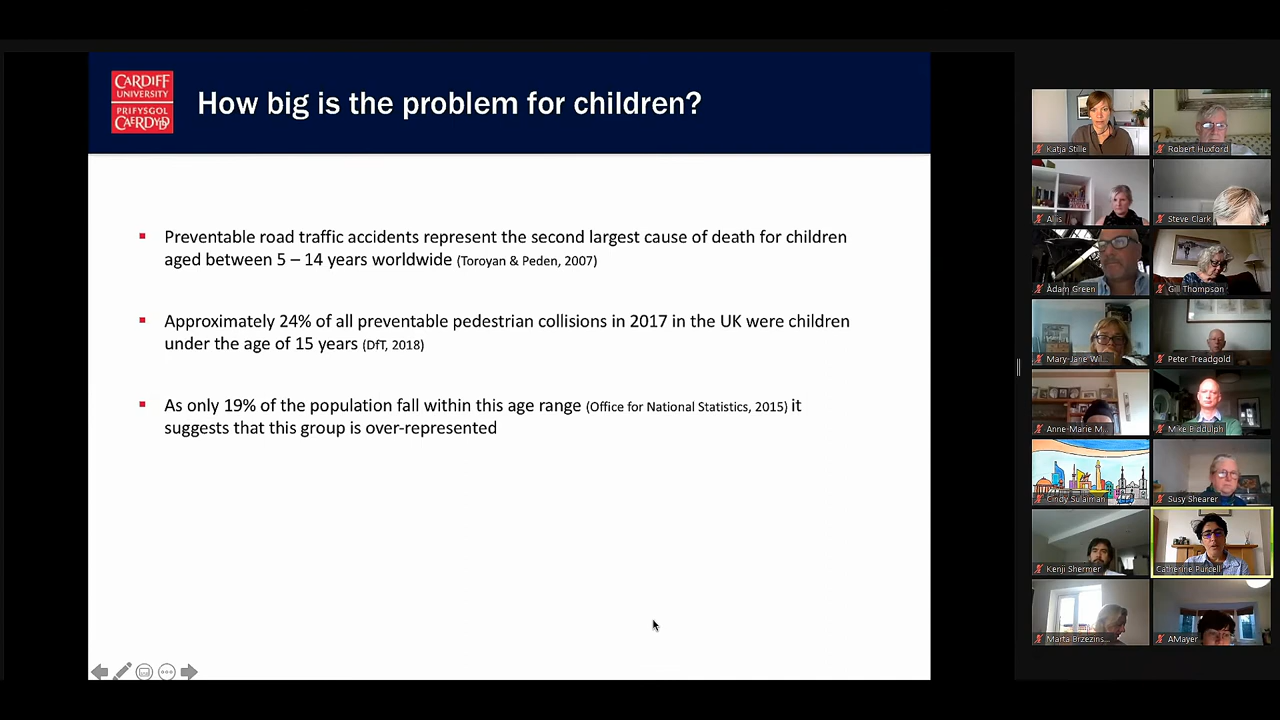 CARDIFF
UNIVERSITY
PRIFYSGOL
CAERDYDD
How big is the problem for children?
Preventable road traffic accidents represent the second largest cause of death for children
aged between 5 – 14 years worldwide (Toroyan & Peden, 2007)
Approximately 24% of all preventable pedestrian collisions in 2017 in the UK were children
under the age of 15 years (DfT, 2018)
As only 19% of the population fall within this age range (Office for National Statistics, 2015) it
suggests that this group is over-represented
Katja Stille
Robert Huxford
Steve Clark
Adam Green
Gill Thompson
Mary-Jane Wil...
Peter Treadgold
Anne-Marie M...
Mike Biddulph
Cindy Sulaiman
Susy Shearer
Kenji Shermer
Catherine Purcell
Marta Brzezins...
AMayer